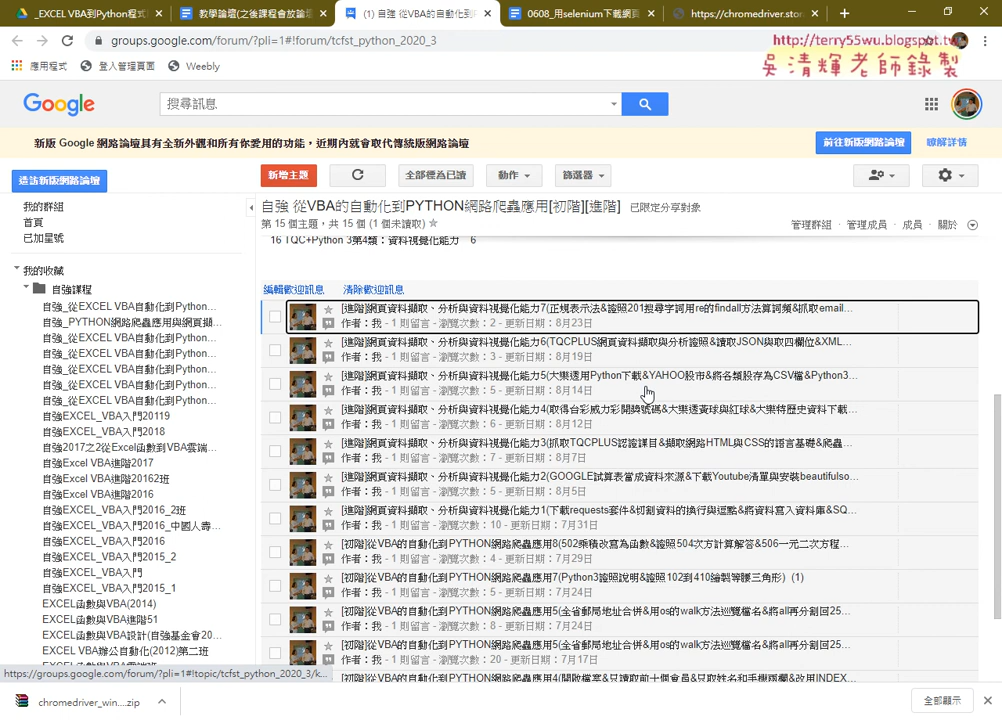 _EXCEL VBA到Python程式
教學論壇(之後課程會放論壇
(1) 自強 從VBA的自動化到P
0608_用selenium下載網頁
https://chromedriver.stor
groups.google.com/forum/?pli=1#!forum/tcfst_python_2020_3
http://terry55wu.blogspot.tw
吳清輝老師錄製
應用程式
登入管理頁面
Weebly
Google
搜尋訊息
新版 Google 網路論壇具有全新外觀和所有你愛用的功能，近期內就會取代傳統版網路論壇
前往新版網路論壇
瞭解詳情
造訪新版網路論壇
新增主題
全部標為已讀
動作
篩選器
我的群組
首頁
已加星號
自強 從VBA的自動化到PYTHON網路爬蟲應用[初階][進階]
已限定分享對象
第 15 個主題，共 15 個 (1 個未讀取)
管理群組 · 管理成員 · 成員 · 關於
16 TQC+Python 3第4類：資料視覺化能力 6
編輯歡迎訊息
清除歡迎訊息
我的收藏
自強課程
自強_從EXCEL VBA自動化到Python...
自強_PYTHON網路爬蟲應用與網頁擷...
自強_從EXCEL VBA自動化到Python...
自強_從EXCEL VBA自動化到Python...
自強_從EXCEL VBA自動化到Python...
自強_從EXCEL VBA自動化到Python...
自強_從EXCEL VBA自動化到Python...
自強EXCEL_VBA入門20119
自強EXCEL_VBA入門2018
自強2017之2從Excel函數到VBA雲端...
自強Excel VBA進階2017
自強Excel VBA進階20162班
自強Excel VBA進階2016
自強EXCEL_VBA入門2016_2班
自強EXCEL_VBA入門2016_中國人壽...
自強EXCEL_VBA入門2016
自強EXCEL_VBA入門2015_2
自強EXCEL_VBA入門
自強EXCEL_VBA入門2015_1
EXCEL函數與VBA(2014)
EXCEL函數與VBA進階51
EXCEL函數與VBA設計(自強基金會20...
EXCEL VBA辦公自動化(2012)第二班
[進階]網頁資料擷取、分析與資料視覺化能力7(正規表示法&證照201搜尋字詞用re的findall方法算詞頻&抓取email...
作者：我 - 1 則留言 - 瀏覽次數：2 - 更新日期：8月23日
[進階]網頁資料擷取、分析與資料視覺化能力6(TQCPLUS網頁資料擷取與分析證照&讀取JSON與取四欄位&XML...
作者：我 - 1 則留言 - 瀏覽次數：3 - 更新日期：8月19日
[進階]網頁資料擷取、分析與資料視覺化能力5(大樂透用Python下載&YAHOO股市&將各類股存為CSV檔&Python3...
作者：我 - 1 則留言 - 瀏覽次數：5 - 更新日期：8月14日
[進階]網頁資料擷取、分析與資料視覺化能力4(取得台彩威力彩開獎號碼&大樂透黃球與紅球&大樂特歷史資料下載...
作者：我 - 1 則留言 - 瀏覽次數：6 - 更新日期：8月12日
[進階]網頁資料擷取、分析與資料視覺化能力3(抓取TQCPLUS認證課目&擷取網路HTML與CSS的語言基礎&爬蟲...
作者：我 - 1 則留言 - 瀏覽次數：7 - 更新日期：8月7日
[進階]網頁資料擷取、分析與資料視覺化能力2(GOOGLE試算表當成資料來源&下載Youtube清單與安裝beautifulso...
作者：我 - 1 則留言 - 瀏覽次數：5 - 更新日期：8月5日
[進階]網頁資料擷取、分析與資料視覺化能力1(下載requests套件&切割資料的換行與逗點&將資料寫入資料庫&SQ...
作者：我 - 1 則留言 - 瀏覽次數：10 - 更新日期：7月31日
[初階]從VBA的自動化到PYTHON網路爬蟲應用8(502乘積改寫為函數&證照504次方計算解答&506一元二次方程...
作者：我 - 1 則留言 - 瀏覽次數：4 - 更新日期：7月29日
[初階]從VBA的自動化到PYTHON網路爬蟲應用7(Python3證照說明&證照102到410繪製等腰三角形) (1)
作者：我 - 1 則留言 - 瀏覽次數：5 - 更新日期：7月24日
[初階]從VBA的自動化到PYTHON網路爬蟲應用5(全省郵局地址合併&用os的walk方法巡覽檔案&將all再分割回25...
作者：我 - 1 則留言 - 瀏覽次數：8 - 更新日期：7月24日
[初階]從VBA的自動化到PYTHON網路爬蟲應用5(全省郵局地址合併&用os的walk方法巡覽檔案&將all再分割回25...
作者：我 - 1 則留言 - 瀏覽次數：20 - 更新日期：7月17日
[初階]從VBA的自動化到PYTHON網路爬蟲應用4(開啟檔案&只讀取前十個會員&只取姓名和手機兩欄&改用INDEX...
https://groups.google.com/forum/?pli=1#!topic/tcfst_python_2020_3/k...
chromedriver_win....zip
全部顯示